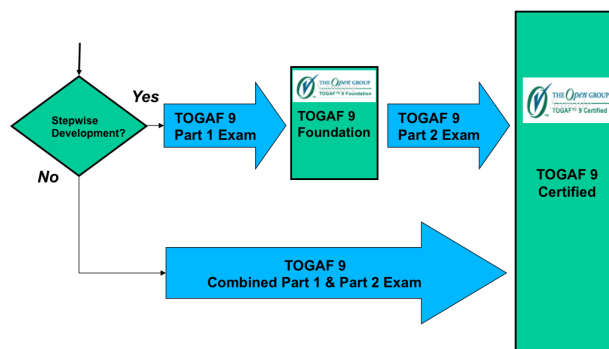 Stepwise
Development?
Yes
No
TOGAF 9
Part 1 Exam
THE Open GROUP
TOGAF™ 9 Foundation
TOGAF 9
Foundation
TOGAF 9
Part 2 Exam
THE Open GROUP
TOGAF™ 9 Certified
TOGAF 9
Certified
TOGAF 9
Combined Part 1 & Part 2 Exam